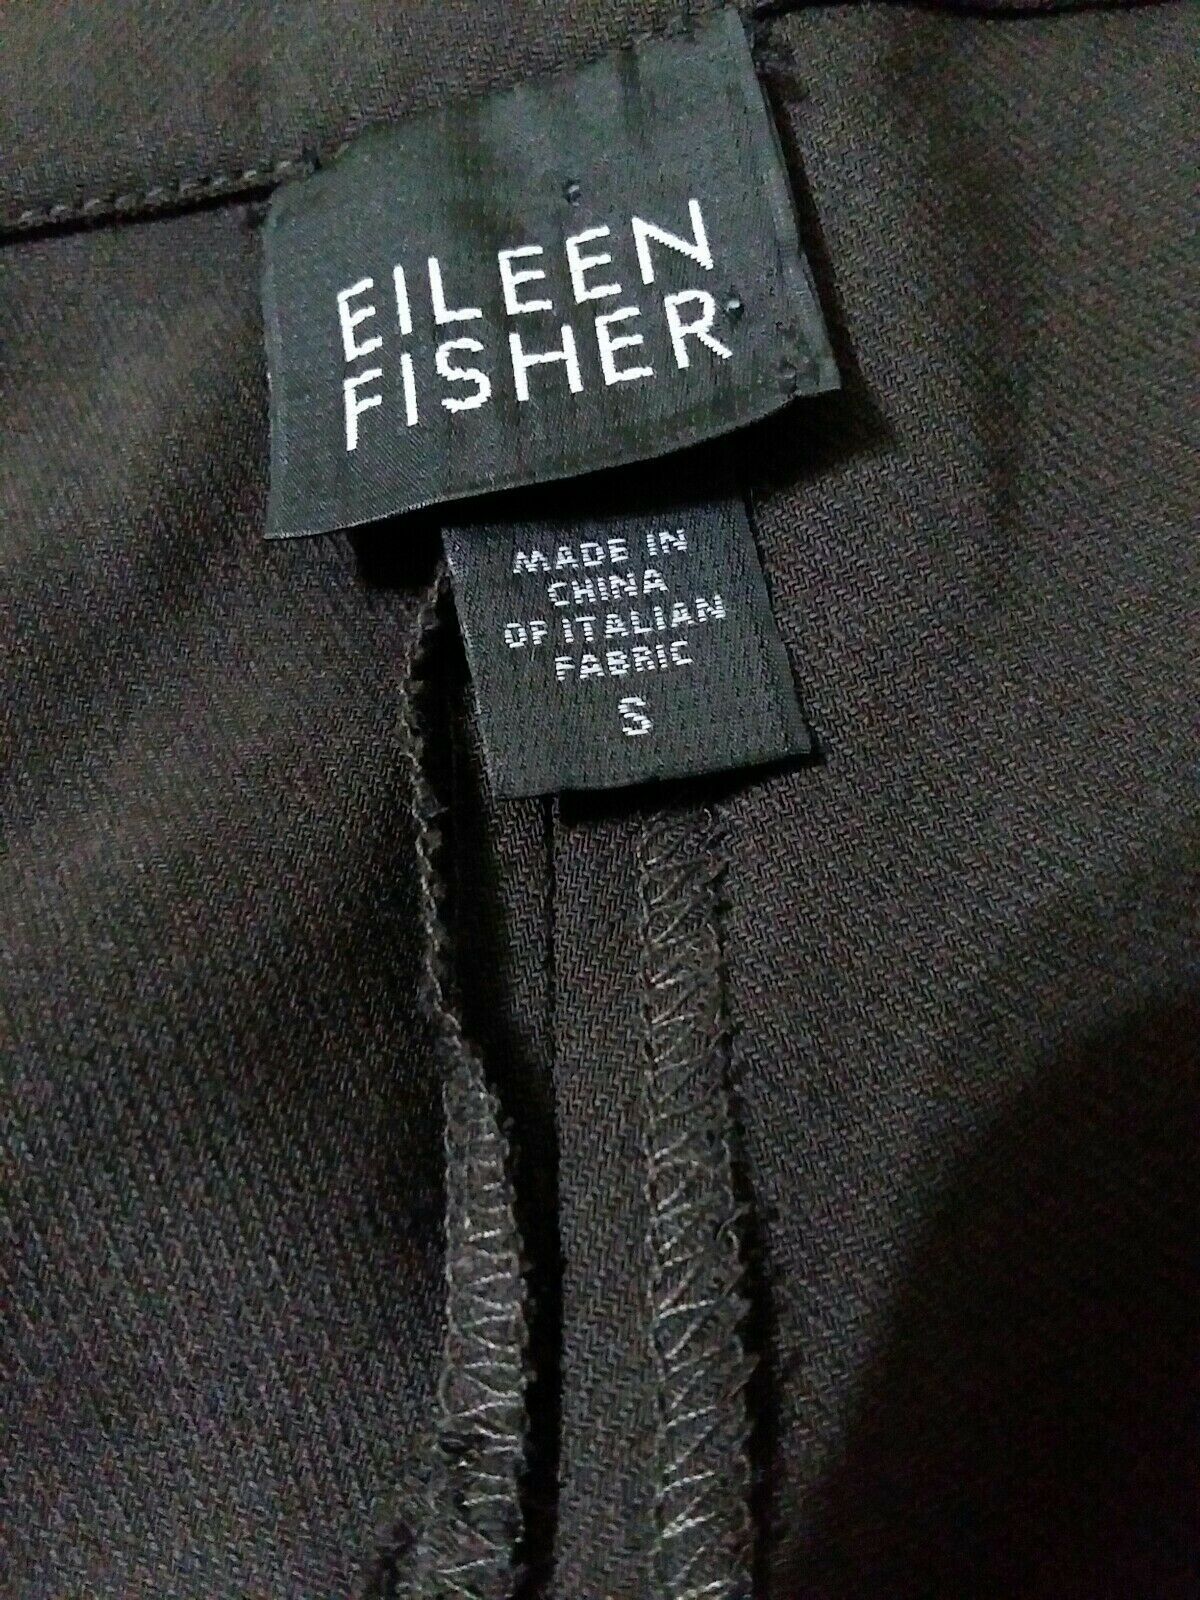 EILEEN
FISHER
MADE IN
CHINA
OF ITALIAN
FABRIC
S